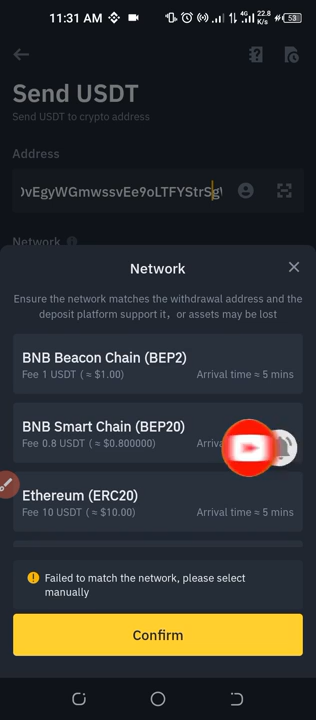 11:31 AM
4G 22.8 K/s 53
Send USDT
Send USDT to crypto address
Address
vEgyWGmwssvEe9oLTFYStrSg
Network
Network
Ensure the network matches the withdrawal address and the
deposit platform support it, or assets may be lost
BNB Beacon Chain (BEP2)
Fee 1 USDT ( ≈ $1.00) Arrival time ≈ 5 mins
BNB Smart Chain (BEP20)
Fee 0.8 USDT ( ≈ $0.800000)
Ethereum (ERC20)
Fee 10 USDT ( ≈ $10.00) Arrival time ≈ 5 mins
Failed to match the network, please select
manually
Confirm